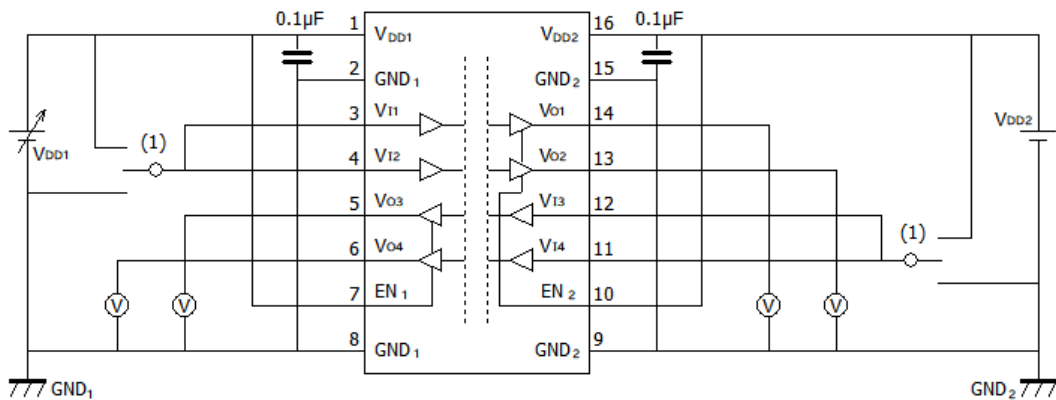 0.1µF 1 VDD1 VDD2 16 0.1µF
2 GND1 GND2 15
3 VI1 VO1 14
VDD1 (1) 4 VI2 VO2 13 VDD2
5 VO3 VI3 12
6 VO4 VI4 11 (1)
V V 7 EN1 EN2 10 V V
8 GND1 GND2 9
GND1 GND2